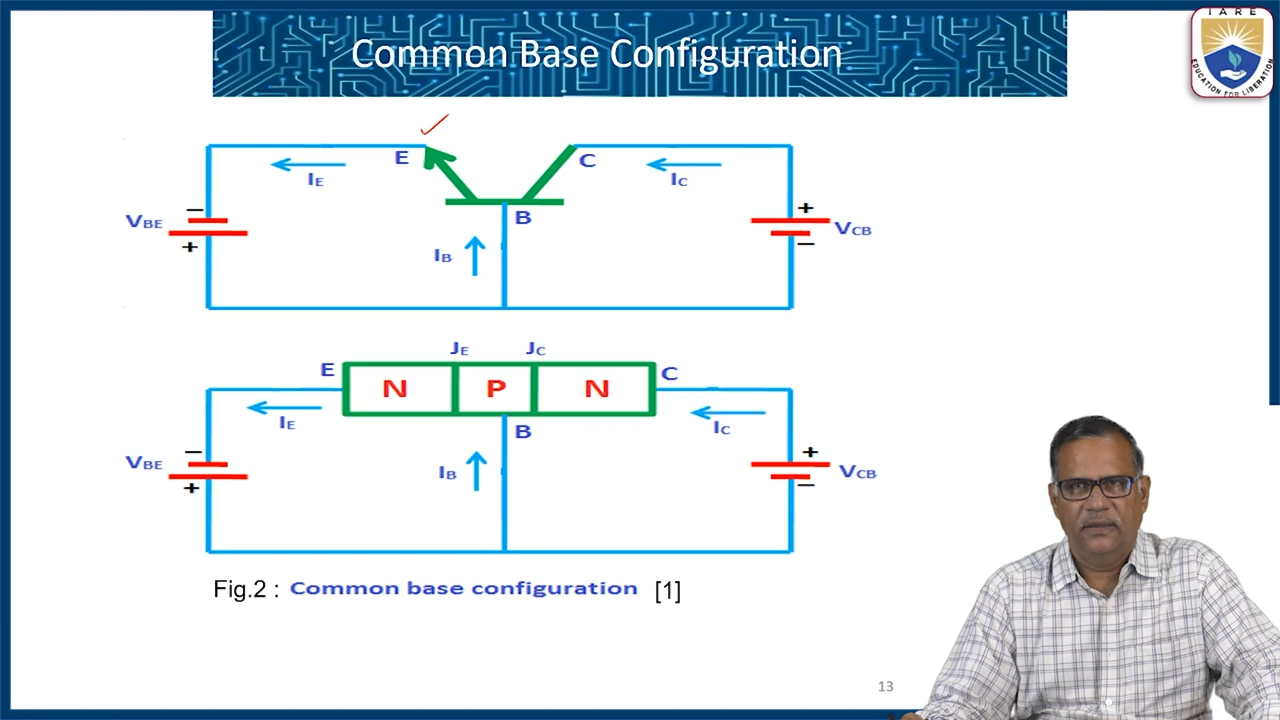 Common Base Configuration
IARE
EDUCATION FOR LIBERATION
E
C
IE
IC
VBE
−
+
B
+
−
VCB
IB
JE
JC
E
N
P
N
C
IE
IC
B
VBE
−
+
+
−
VCB
IB
Fig.2 : Common base configuration [1]
13